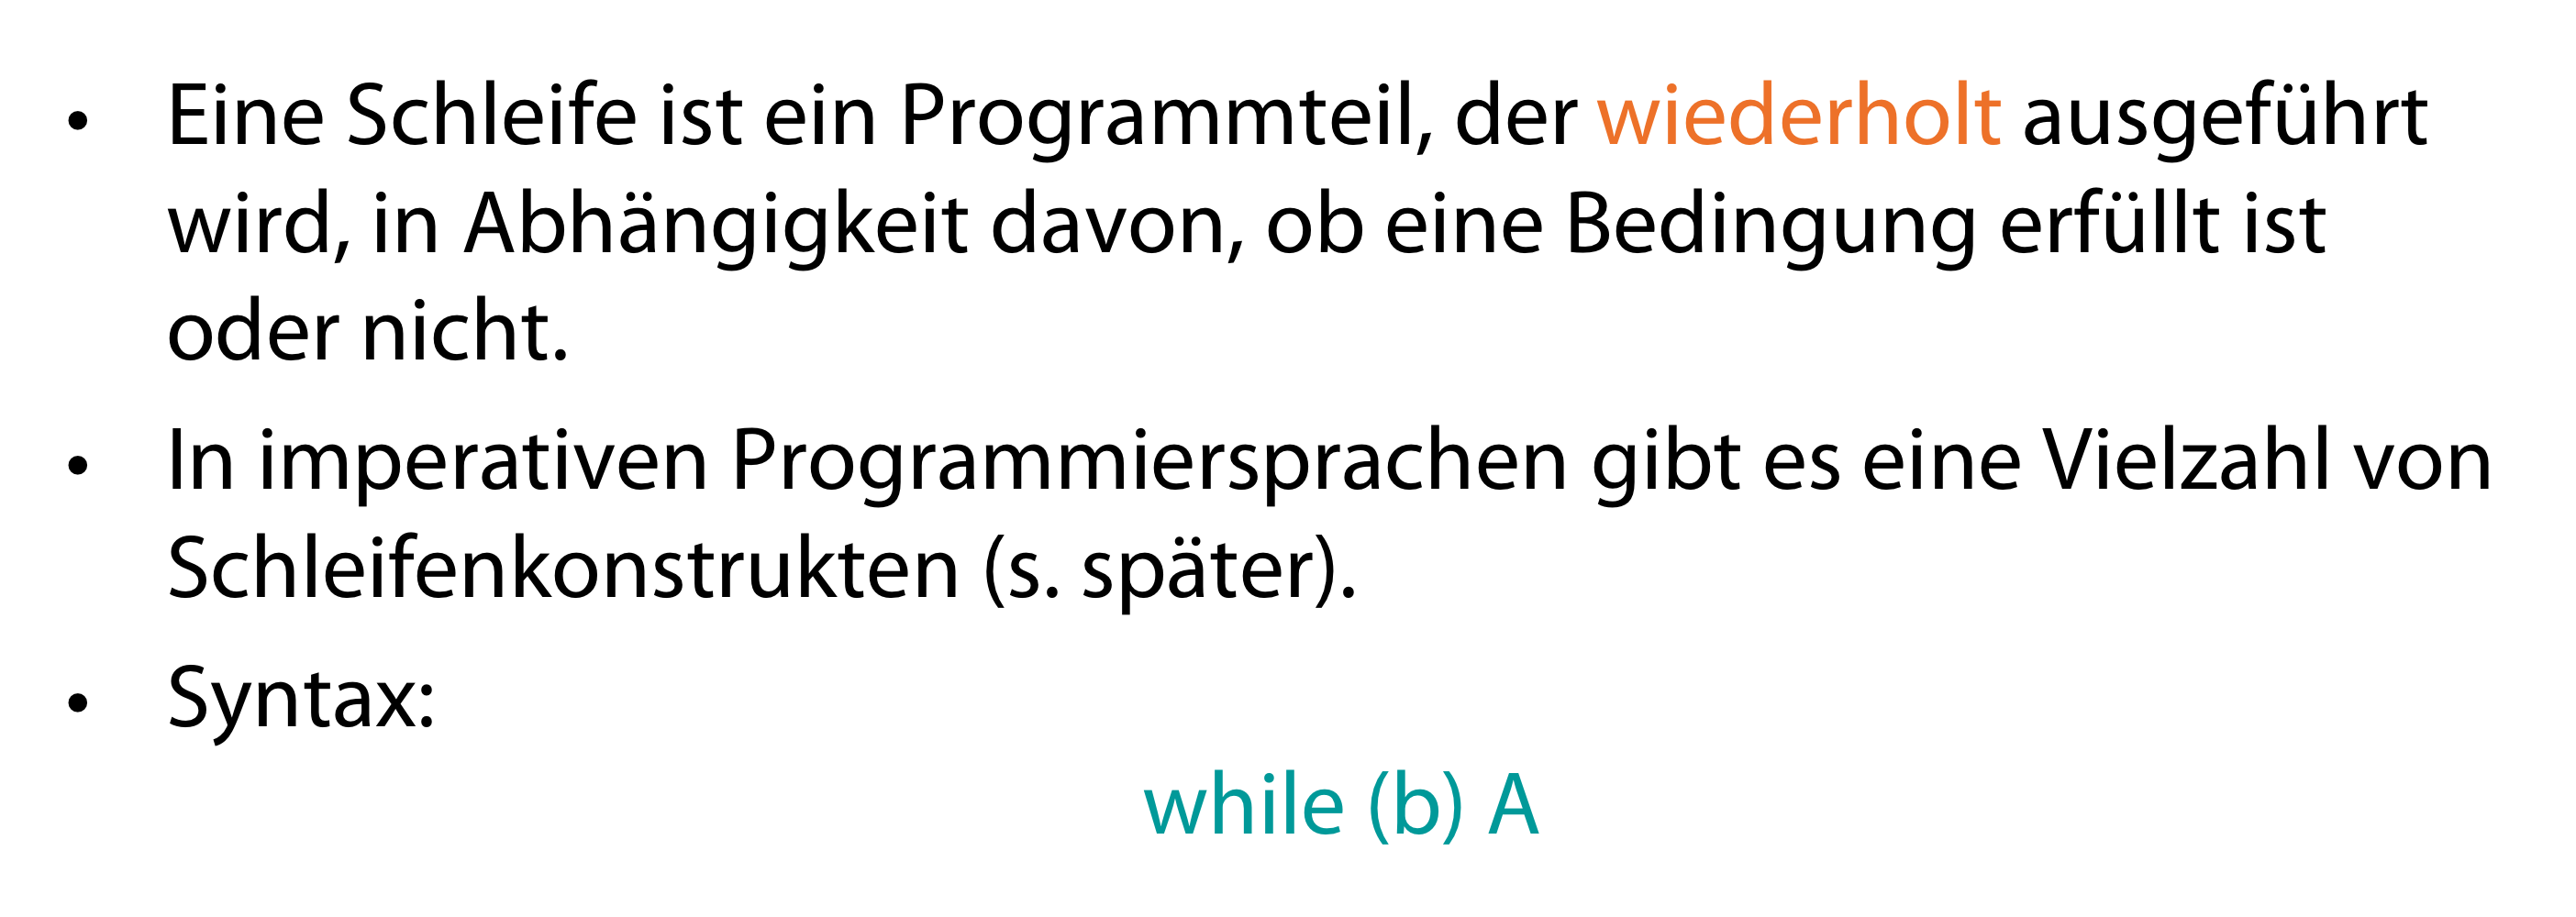 • Eine Schleife ist ein Programmteil, der wiederholt ausgeführt
wird, in Abhängigkeit davon, ob eine Bedingung erfüllt ist
oder nicht.
• In imperativen Programmiersprachen gibt es eine Vielzahl von
Schleifenkonstrukten (s. später).
• Syntax:
while (b) A